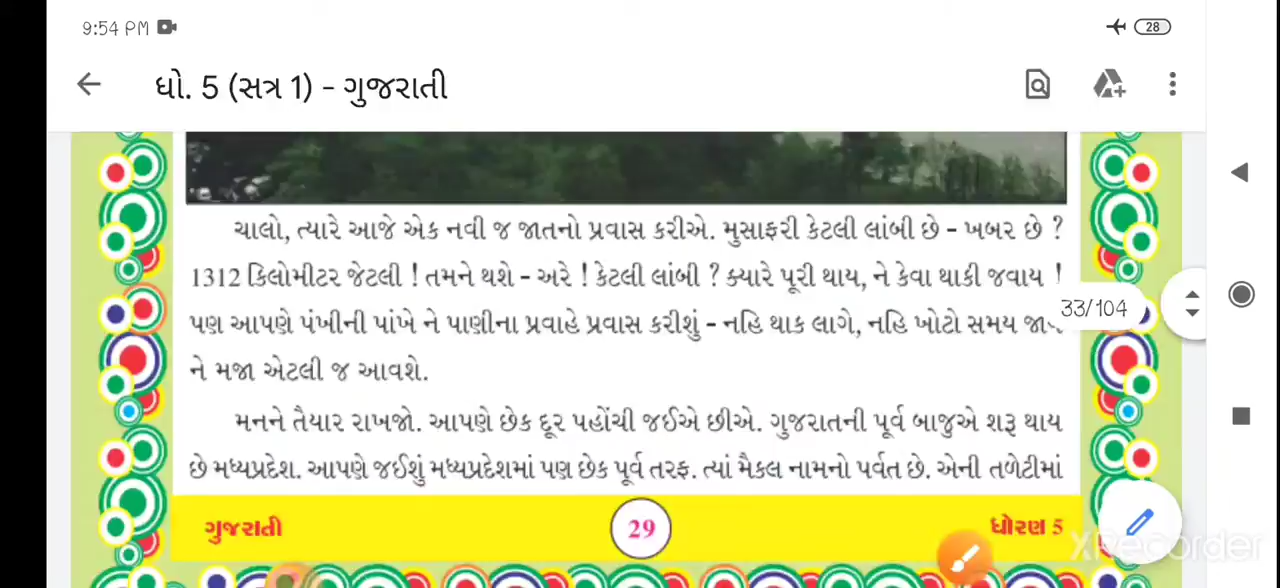 9:54 PM
28
ધો. 5 (સત્ર 1) - ગુજરાતી
ચાલો, ત્યારે આજે એક નવી જ જાતનો પ્રવાસ કરીએ. મુસાફરી કેટલી લાંબી છે - ખબર છે ?
1312 કિલોમીટર જેટલી ! તમને થશે - અરે ! કેટલી લાંબી ? ક્યારે પૂરી થાય, ને કેવા થાકી જવાય !
33/104
પણ આપણે પંખીની પાંખે ને પાણીના પ્રવાહે પ્રવાસ કરીશું - નહિ થાક લાગે, નહિ ખોટો સમય
ને મજા એટલી જ આવશે.
મનને તૈયાર રાખજો. આપણે છેક દૂર પહોંચી જઈએ છીએ. ગુજરાતની પૂર્વ બાજુએ શરૂ થાય
છે મધ્યપ્રદેશ. આપણે જઈશું મધ્યપ્રદેશમાં પણ છેક પૂર્વ તરફ. ત્યાં મૈકલ નામનો પર્વત છે. એની તળેટીમાં
ગુજરાતી
29
ધોરણ 5
XRecorder